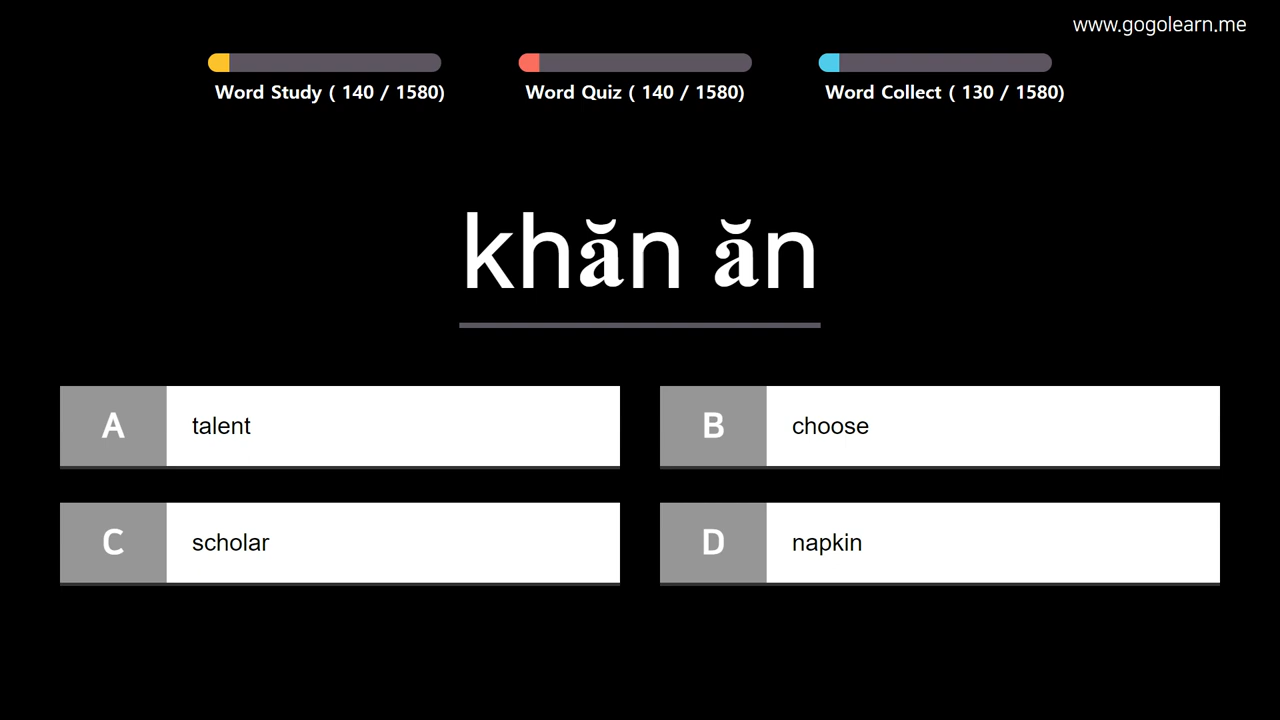 www.gogolearn.me
Word Study ( 140 / 1580)
Word Quiz ( 140 / 1580)
Word Collect ( 130 / 1580)
khăn ăn
A talent
B choose
C scholar
D napkin